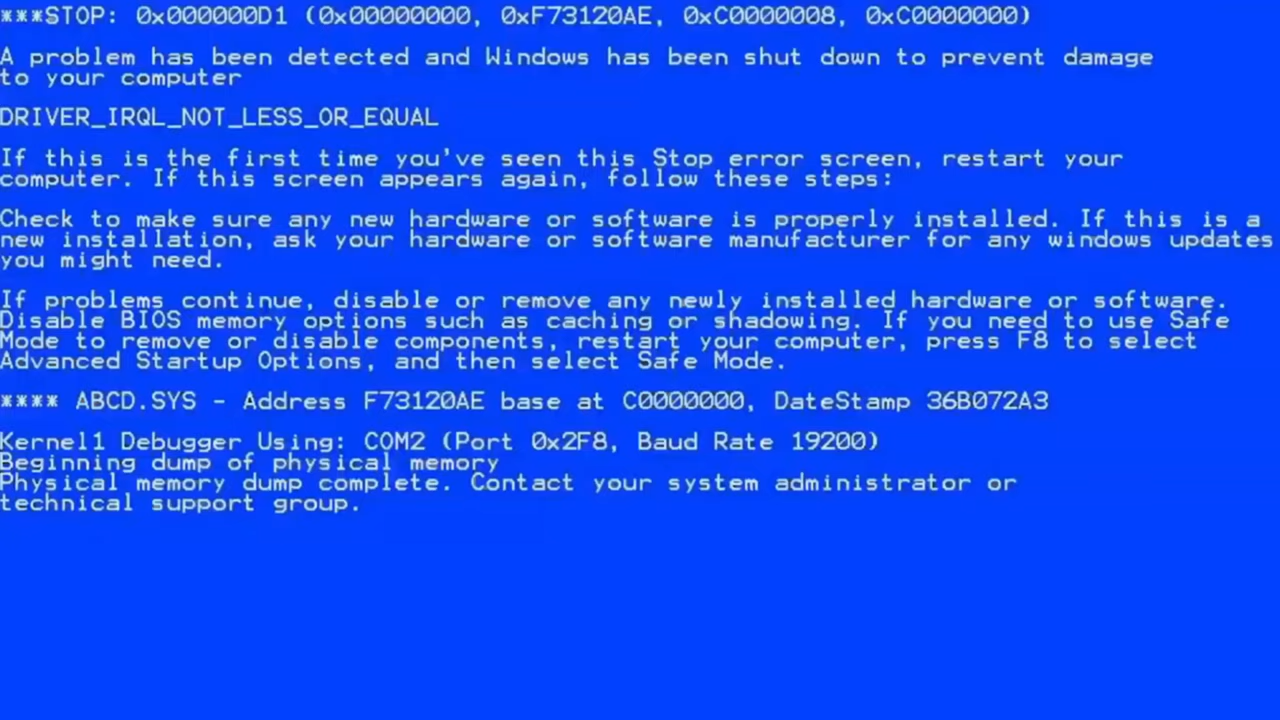 ***STOP: 0x000000D1 (0x00000000, 0xF73120AE, 0xC0000008, 0xC0000000)
A problem has been detected and Windows has been shut down to prevent damage
to your computer
DRIVER_IRQL_NOT_LESS_OR_EQUAL
If this is the first time you've seen this Stop error screen, restart your
computer. If this screen appears again, follow these steps:
Check to make sure any new hardware or software is properly installed. If this is a
new installation, ask your hardware or software manufacturer for any windows updates
you might need.
If problems continue, disable or remove any newly installed hardware or software.
Disable BIOS memory options such as caching or shadowing. If you need to use Safe
Mode to remove or disable components, restart your computer, press F8 to select
Advanced Startup Options, and then select Safe Mode.
**** ABCD.SYS - Address F73120AE base at C0000000, DateStamp 36B072A3
Kernel1 Debugger Using: COM2 (Port 0x2F8, Baud Rate 19200)
Beginning dump of physical memory
Physical memory dump complete. Contact your system administrator or
technical support group.